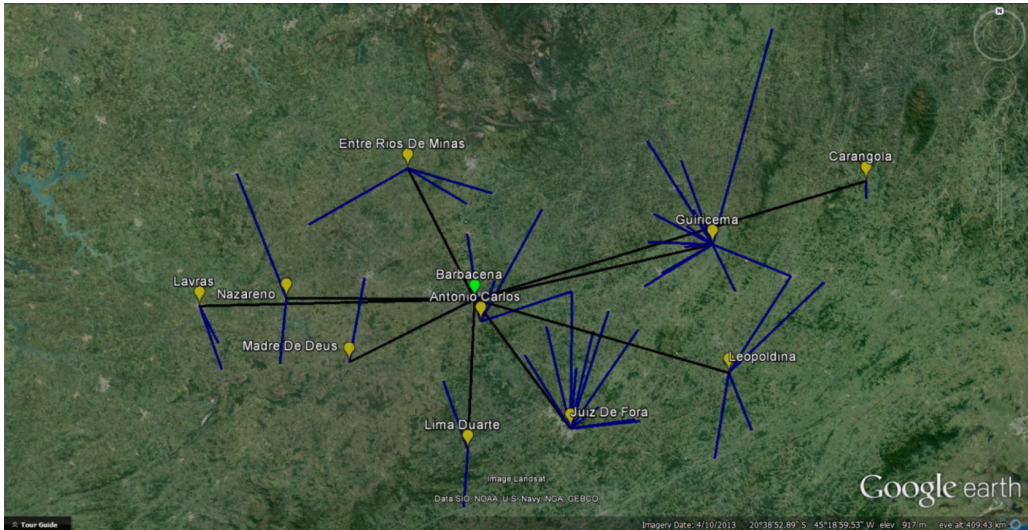 N
Entre Rios De Minas
Carangola
Guiricema
Barbacena
Lavras
Nazareno
Antonio Carlos
Madre De Deus
Leopoldina
Juiz De Fora
Lima Duarte
Image Landsat
Data SIO, NOAA, U.S. Navy, NGA, GEBCO
Google earth
Tour Guide
Imagery Date: 4/10/2013 20°38'52.89" S 45°18'59.53" W elev 917 m eye alt 409.43 km